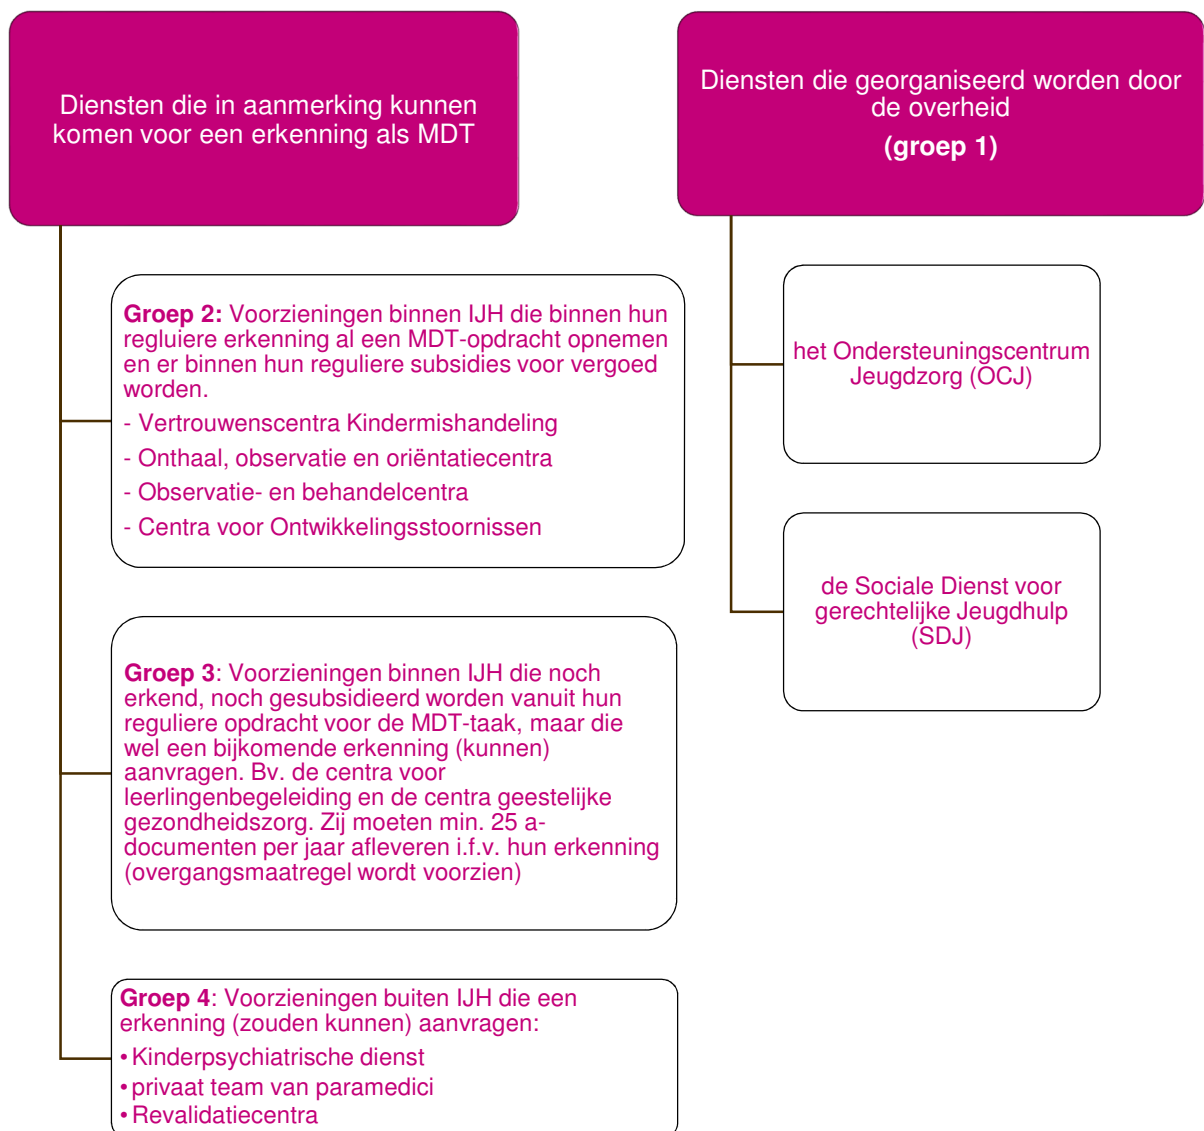 Diensten die in aanmerking kunnen
komen voor een erkenning als MDT
Groep 2: Voorzieningen binnen IJH die binnen hun
regluiere erkenning al een MDT-opdracht opnemen
en er binnen hun reguliere subsidies voor vergoed
worden.
- Vertrouwenscentra Kindermishandeling
- Onthaal, observatie en oriëntatiecentra
- Observatie- en behandelcentra
- Centra voor Ontwikkelingsstoornissen
Groep 3: Voorzieningen binnen IJH die noch
erkend, noch gesubsidieerd worden vanuit hun
reguliere opdracht voor de MDT-taak, maar die
wel een bijkomende erkenning (kunnen)
aanvragen. Bv. de centra voor
leerlingenbegeleiding en de centra geestelijke
gezondheidszorg. Zij moeten min. 25 a-
documenten per jaar afleveren i.f.v. hun erkenning
(overgangsmaatregel wordt voorzien)
Groep 4: Voorzieningen buiten IJH die een
erkenning (zouden kunnen) aanvragen:
• Kinderpsychiatrische dienst
• privaat team van paramedici
• Revalidatiecentra
Diensten die georganiseerd worden door
de overheid
(groep 1)
het Ondersteuningscentrum
Jeugdzorg (OCJ)
de Sociale Dienst voor
gerechtelijke Jeugdhulp
(SDJ)